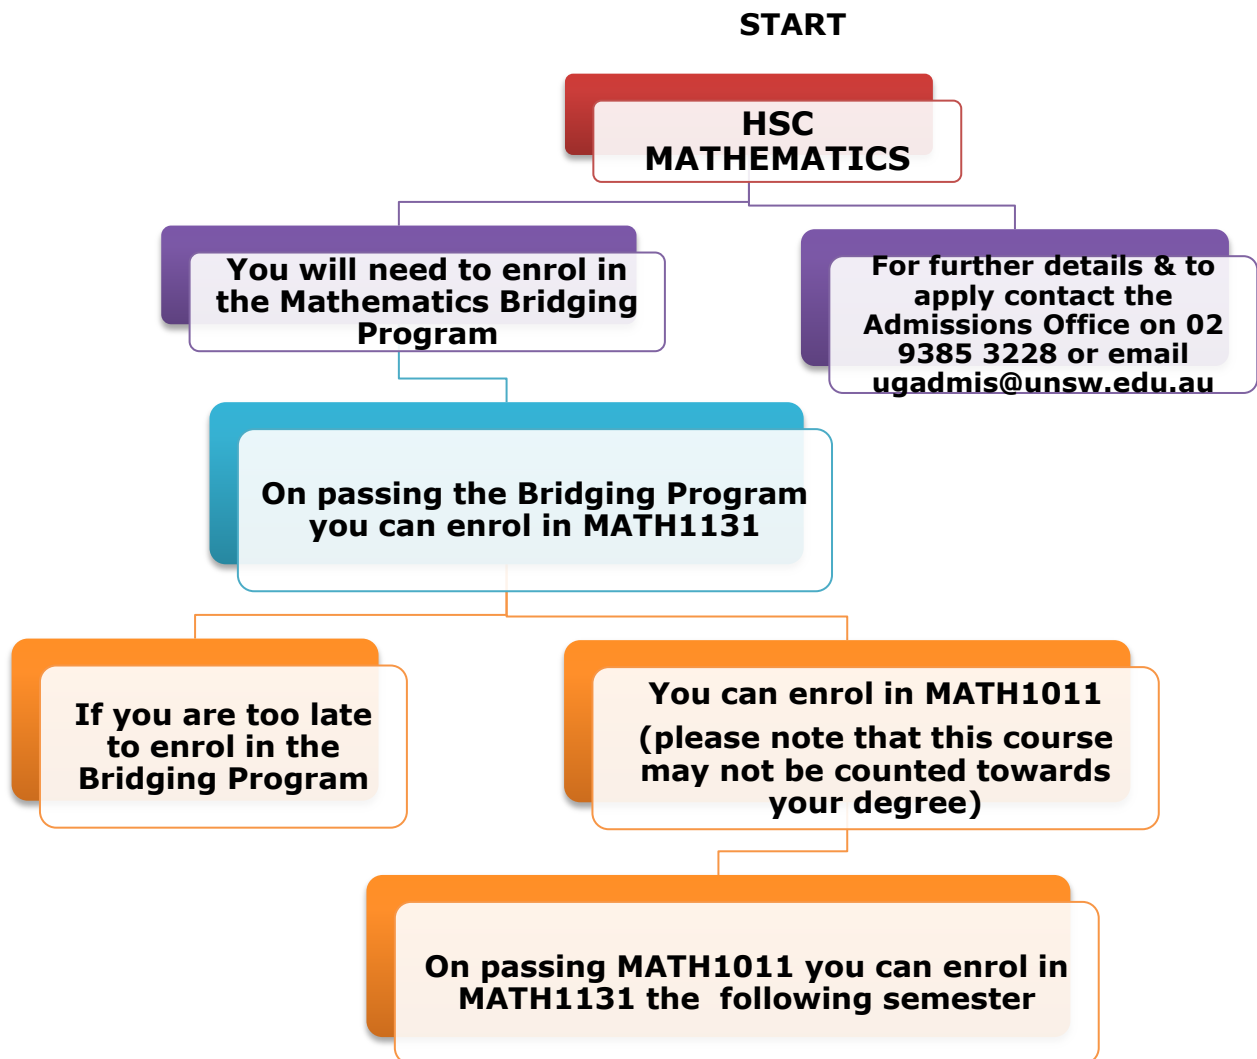 START
HSC
MATHEMATICS
You will need to enrol in
the Mathematics Bridging
Program
For further details & to
apply contact the
Admissions Office on 02
9385 3228 or email
ugadmis@unsw.edu.au
On passing the Bridging Program
you can enrol in MATH1131
If you are too late
to enrol in the
Bridging Program
You can enrol in MATH1011
(please note that this course
may not be counted towards
your degree)
On passing MATH1011 you can enrol in
MATH1131 the  following semester